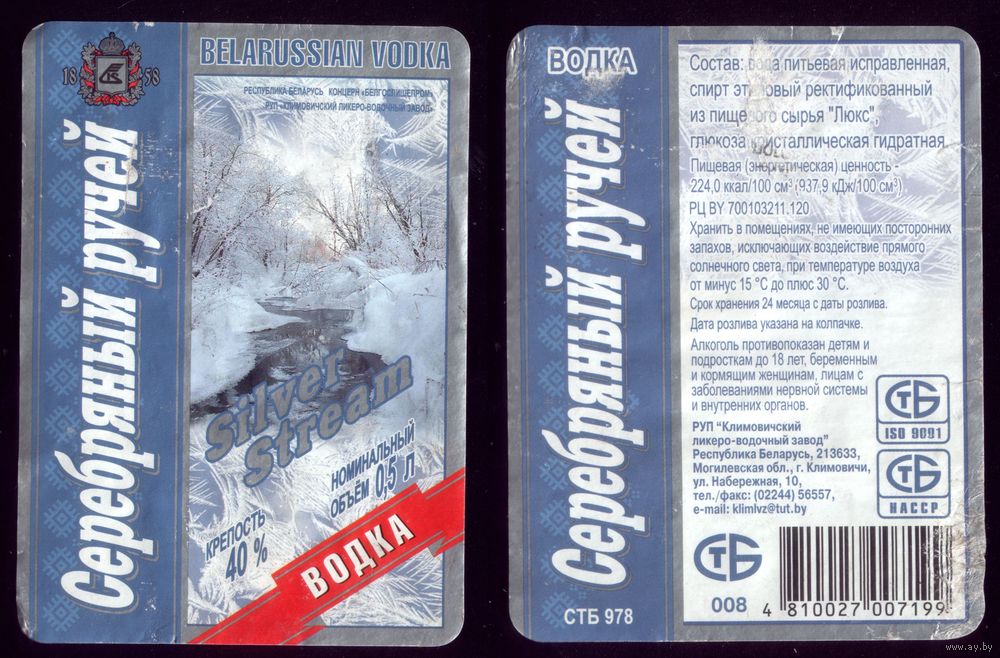 18 58
BELARUSSIAN VODKA
РЕСПУБЛИКА БЕЛАРУСЬ КОНЦЕРН «БЕЛГОСПИЩЕПРОМ»
РУП «КЛИМОВИЧСКИЙ ЛИКЕРО-ВОДОЧНЫЙ ЗАВОД»
Серебряный ручей
Silver
Stream
КРЕПОСТЬ
40 %
НОМИНАЛЬНЫЙ
ОБЪЁМ 0,5 Л
ВОДКА
ВОДКА
Серебряный ручей
СТБ 978
Состав: вода питьевая исправленная,
спирт этиловый ректификованный
из пищевого сырья "Люкс",
глюкоза кристаллическая гидратная.
Пищевая (энергетическая) ценность -
224,0 ккал/100 см³ (937,9 кДж/100 см³)
РЦ BY 700103211.120
Хранить в помещениях, не имеющих посторонних
запахов, исключающих воздействие прямого
солнечного света, при температуре воздуха
от минус 15 °С до плюс 30 °С.
Срок хранения 24 месяца с даты розлива.
Дата розлива указана на колпачке.
Алкоголь противопоказан детям и
подросткам до 18 лет, беременным
и кормящим женщинам, лицам с
заболеваниями нервной системы
и внутренних органов.
РУП "Климовичский
ликеро-водочный завод"
Республика Беларусь, 213633,
Могилевская обл., г. Климовичи,
ул. Набережная, 10,
тел./факс: (02244) 56557,
e-mail: klimlvz@tut.by
СТБ
ISO 9001
СТБ
HACCP
СТБ
008
4 810027 007199
www.ay.by